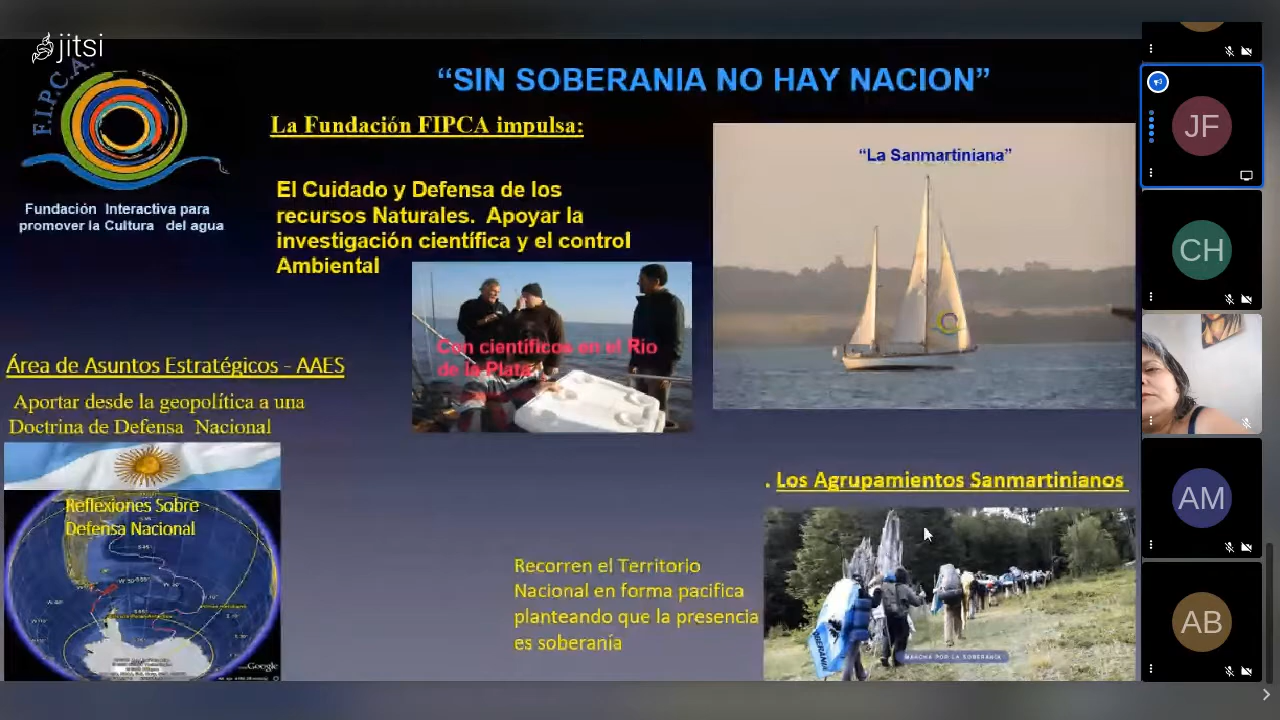 jitsi
F.I.P.C.A.
Fundación Interactiva para
promover la Cultura del agua
“SIN SOBERANIA NO HAY NACION”
La Fundación FIPCA impulsa:
El Cuidado y Defensa de los
recursos Naturales. Apoyar la
investigación científica y el control
Ambiental
Con científicos en el Rio
de la Plata
“La Sanmartiniana”
Área de Asuntos Estratégicos - AAES
Aportar desde la geopolítica a una
Doctrina de Defensa Nacional
Reflexiones Sobre
Defensa Nacional
Google
. Los Agrupamientos Sanmartinianos
Recorren el Territorio
Nacional en forma pacifica
planteando que la presencia
es soberanía
SOBERANIA
MARCHA POR LA SOBERANIA
JF
CH
AM
AB